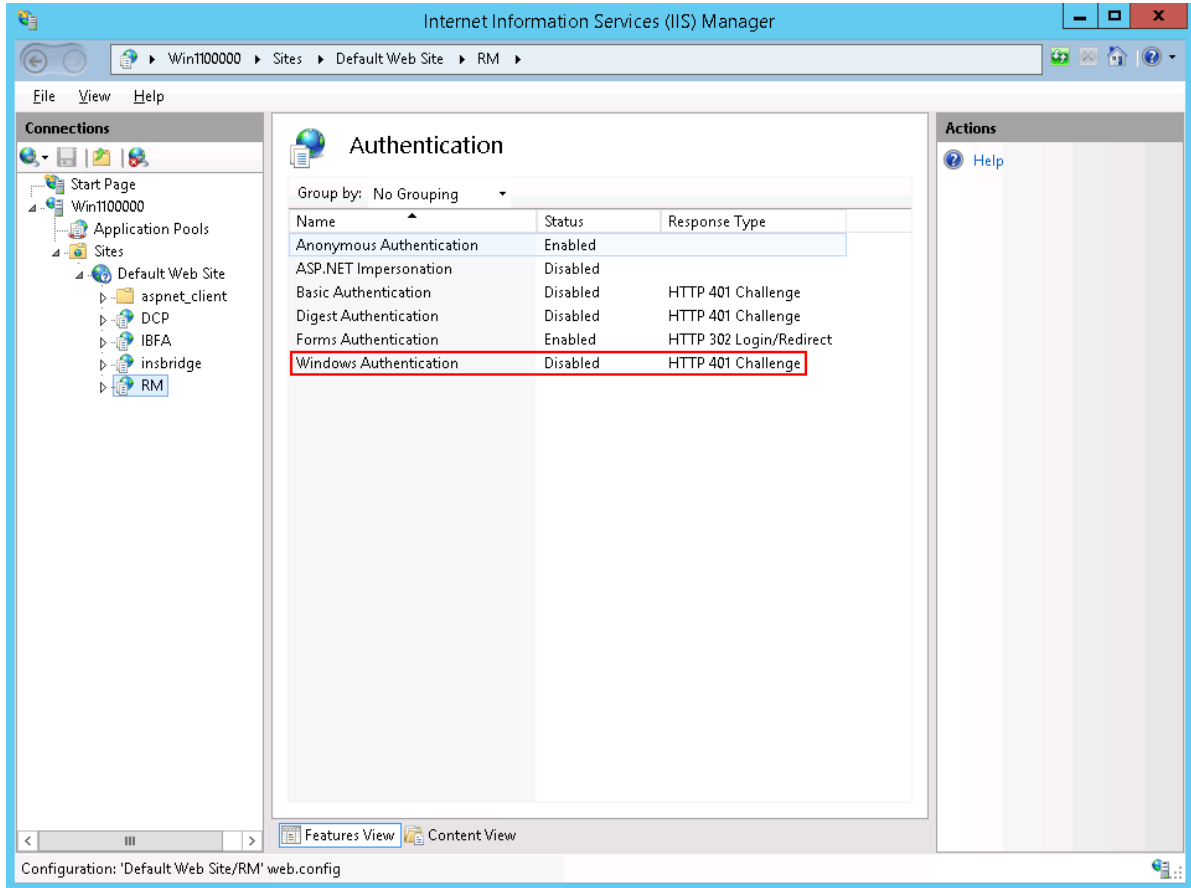 Internet Information Services (IIS) Manager
Win1100000 Sites Default Web Site RM
File View Help
Connections
Start Page
Win1100000
Application Pools
Sites
Default Web Site
aspnet_client
DCP
IBFA
insbridge
RM
Authentication
Group by: No Grouping
Name Status Response Type
Anonymous Authentication Enabled
ASP.NET Impersonation Disabled
Basic Authentication Disabled HTTP 401 Challenge
Digest Authentication Disabled HTTP 401 Challenge
Forms Authentication Enabled HTTP 302 Login/Redirect
Windows Authentication Disabled HTTP 401 Challenge
Features View Content View
Actions
Help
Configuration: 'Default Web Site/RM' web.config